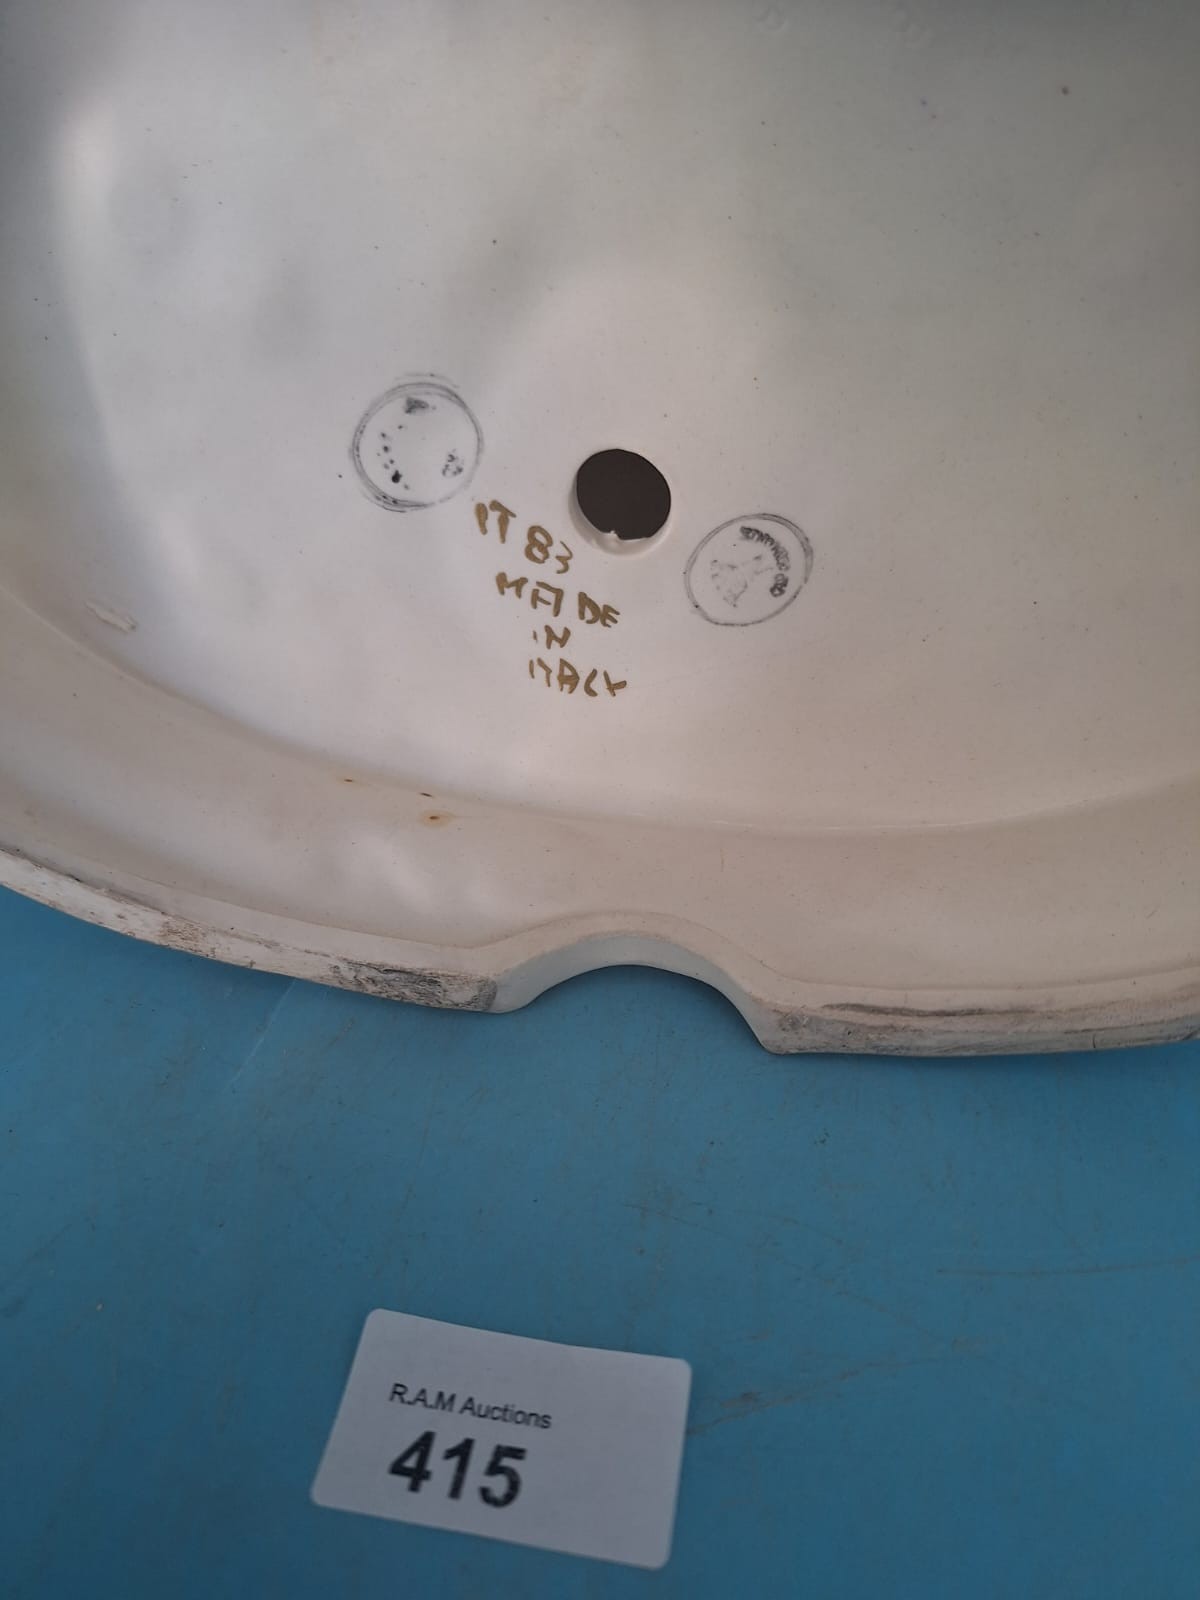 IT 83
MADE
IN
ITALY
R.A.M Auctions
415